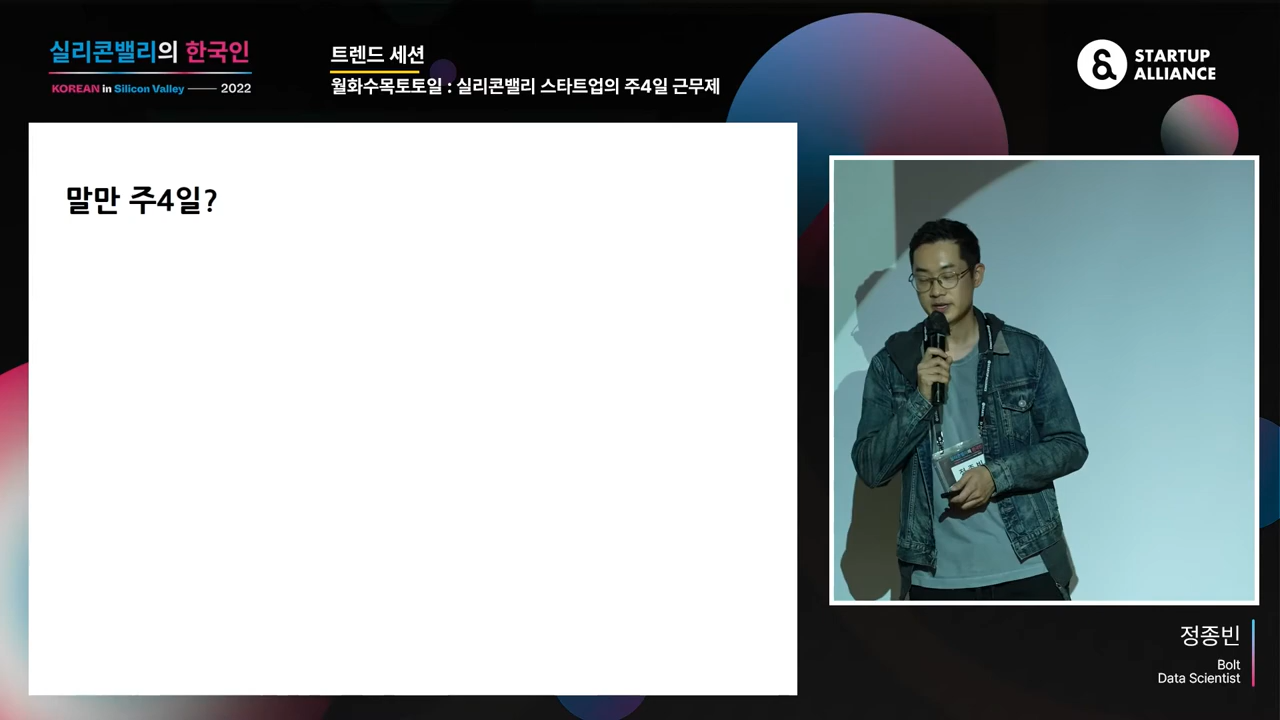 실리콘밸리의 한국인
KOREAN in Silicon Valley 2022
트렌드 세션
월화수목토토일 : 실리콘밸리 스타트업의 주4일 근무제
STARTUP
ALLIANCE
말만 주4일?
정종빈
Bolt
Data Scientist